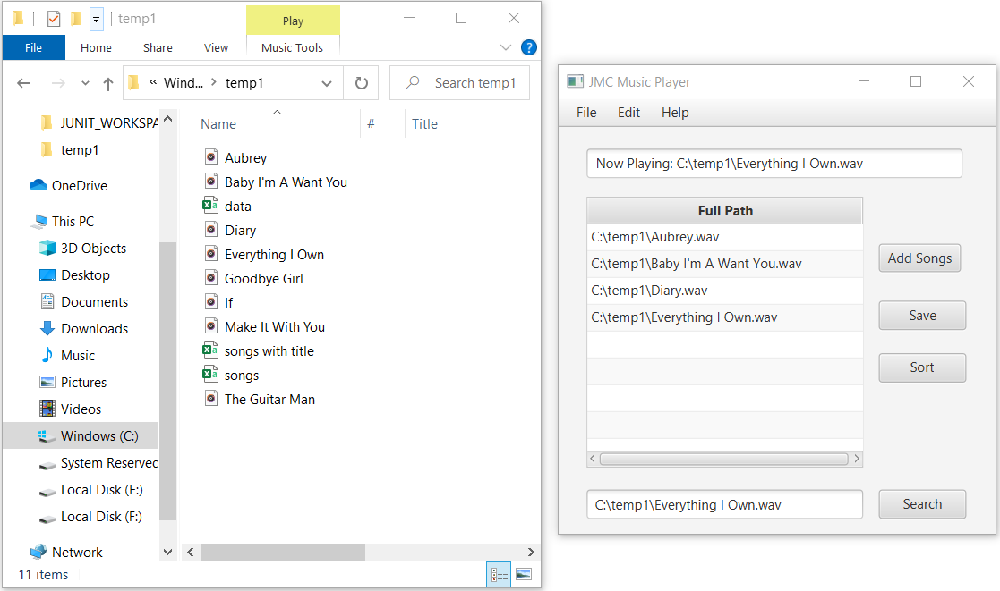 temp1
Play
File
Home
Share
View
Music Tools
?
« Wind... > temp1
Search temp1
JUNIT_WORKSPA
temp1
OneDrive
This PC
3D Objects
Desktop
Documents
Downloads
Music
Pictures
Videos
Windows (C:)
System Reserved
Local Disk (E:)
Local Disk (F:)
Network
Name
#
Title
Aubrey
Baby I'm A Want You
data
Diary
Everything I Own
Goodbye Girl
If
Make It With You
songs with title
songs
The Guitar Man
11 items
JMC Music Player
File
Edit
Help
Now Playing: C:\temp1\Everything I Own.wav
Full Path
C:\temp1\Aubrey.wav
C:\temp1\Baby I'm A Want You.wav
C:\temp1\Diary.wav
C:\temp1\Everything I Own.wav
Add Songs
Save
Sort
C:\temp1\Everything I Own.wav
Search